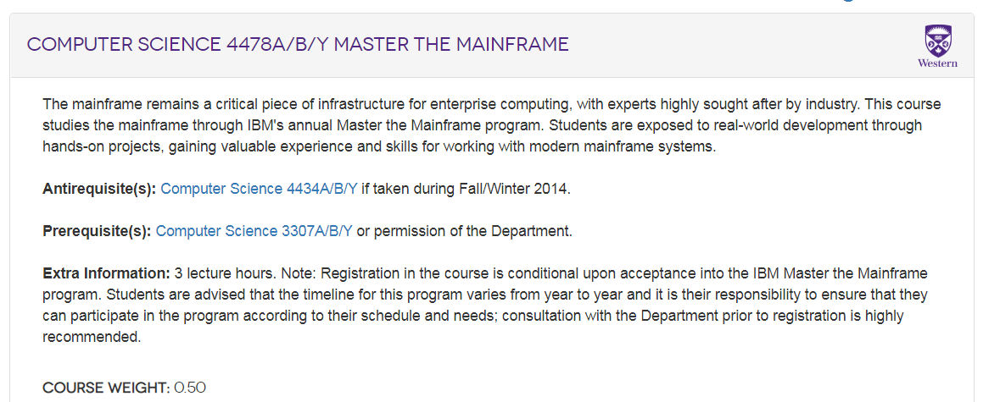 COMPUTER SCIENCE 4478A/B/Y MASTER THE MAINFRAME
Western
The mainframe remains a critical piece of infrastructure for enterprise computing, with experts highly sought after by industry. This course
studies the mainframe through IBM's annual Master the Mainframe program. Students are exposed to real-world development through
hands-on projects, gaining valuable experience and skills for working with modern mainframe systems.
Antirequisite(s): Computer Science 4434A/B/Y if taken during Fall/Winter 2014.
Prerequisite(s): Computer Science 3307A/B/Y or permission of the Department.
Extra Information: 3 lecture hours. Note: Registration in the course is conditional upon acceptance into the IBM Master the Mainframe
program. Students are advised that the timeline for this program varies from year to year and it is their responsibility to ensure that they
can participate in the program according to their schedule and needs; consultation with the Department prior to registration is highly
recommended.
COURSE WEIGHT: 0.50